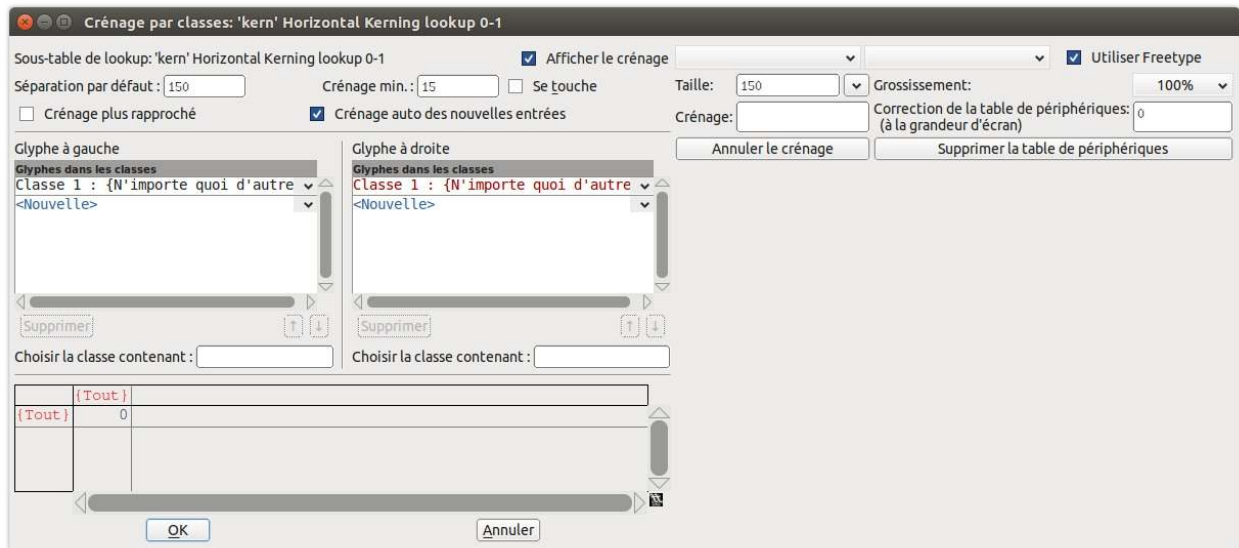 Crénage par classes: 'kern' Horizontal Kerning lookup 0-1
Sous-table de lookup: 'kern' Horizontal Kerning lookup 0-1
Afficher le crénage
Utiliser Freetype
Séparation par défaut : 150
Crénage min. : 15
Se touche
Taille: 150
Grossissement: 100%
Crénage plus rapproché
Crénage auto des nouvelles entrées
Crénage:
Correction de la table de périphériques: 0
(à la grandeur d'écran)
Annuler le crénage
Supprimer la table de périphériques
Glyphe à gauche
Glyphes dans les classes
Classe 1 : {N'importe quoi d'autre
<Nouvelle>
Supprimer
↑ ↓
Choisir la classe contenant :
Glyphe à droite
Glyphes dans les classes
Classe 1 : {N'importe quoi d'autre
<Nouvelle>
Supprimer
↑ ↓
Choisir la classe contenant :
{Tout}
{Tout} 0
OK
Annuler